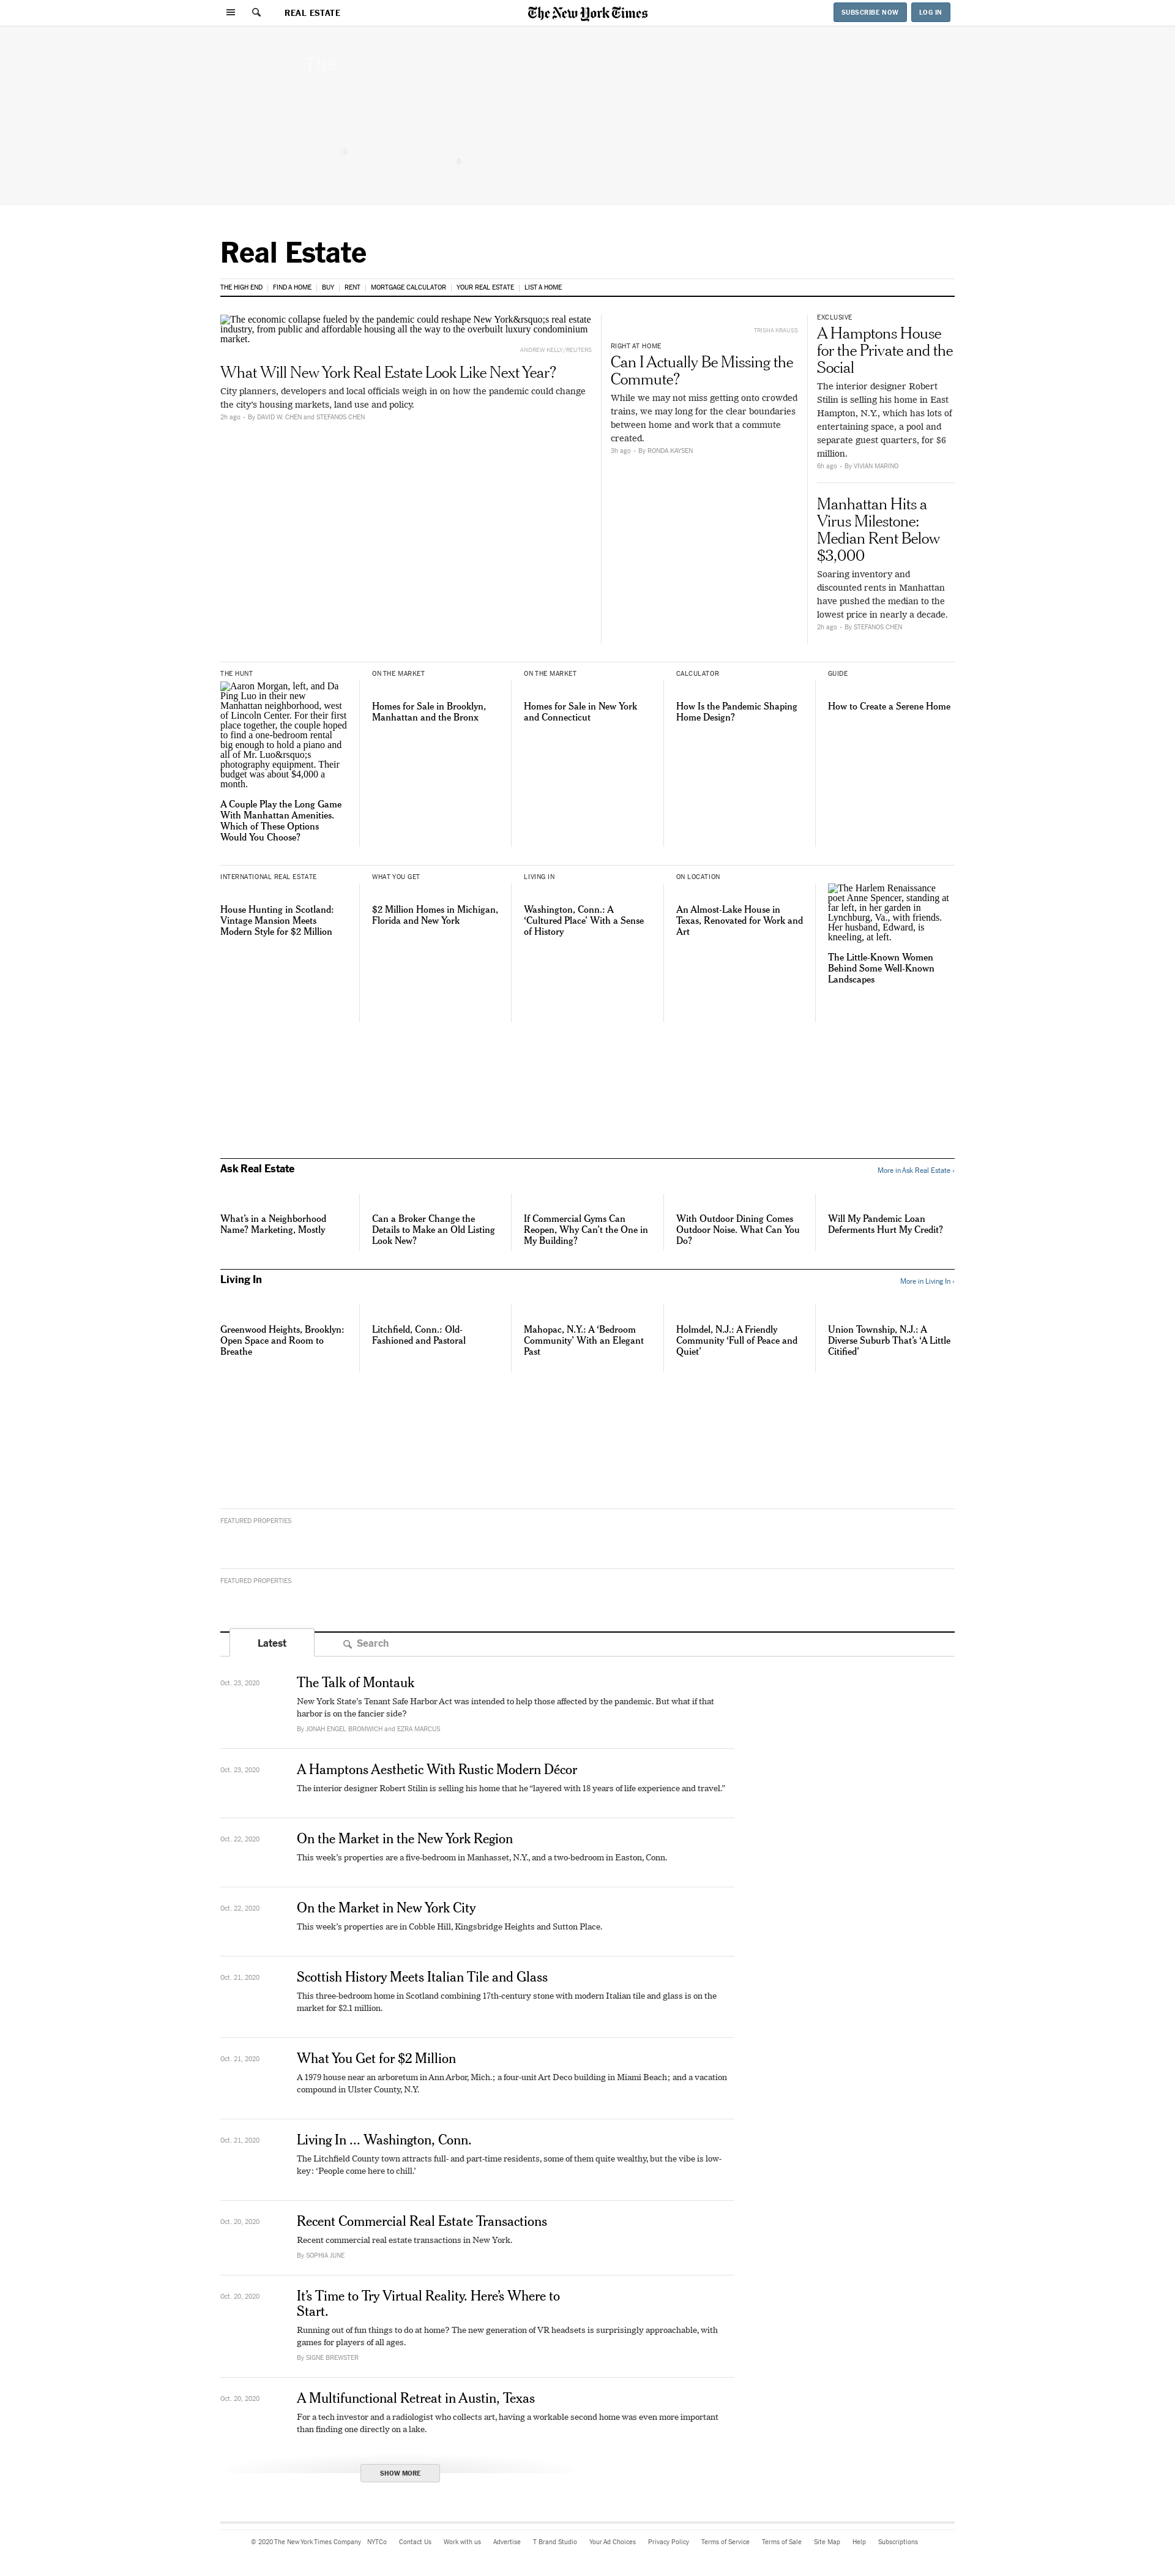 REAL ESTATE
The New York Times
SUBSCRIBE NOW
LOG IN
Real Estate
THE HIGH END | FIND A HOME | BUY | RENT | MORTGAGE CALCULATOR | YOUR REAL ESTATE | LIST A HOME
The economic collapse fueled by the pandemic could reshape New York&rsquo;s real estate
industry, from public and affordable housing all the way to the overbuilt luxury condominium
market.
ANDREW KELLY/REUTERS
What Will New York Real Estate Look Like Next Year?
City planners, developers and local officials weigh in on how the pandemic could change
the city's housing markets, land use and policy.
2h ago - By DAVID W. CHEN and STEFANOS CHEN
TRISHA KRAUSS
RIGHT AT HOME
Can I Actually Be Missing the
Commute?
While we may not miss getting onto crowded
trains, we may long for the clear boundaries
between home and work that a commute
created.
3h ago - By RONDA KAYSEN
EXCLUSIVE
A Hamptons House
for the Private and the
Social
The interior designer Robert
Stilin is selling his home in East
Hampton, N.Y., which has lots of
entertaining space, a pool and
separate guest quarters, for $6
million.
6h ago - By VIVIAN MARINO
Manhattan Hits a
Virus Milestone:
Median Rent Below
$3,000
Soaring inventory and
discounted rents in Manhattan
have pushed the median to the
lowest price in nearly a decade.
2h ago - By STEFANOS CHEN
THE HUNT
Aaron Morgan, left, and Da
Ping Luo in their new
Manhattan neighborhood, west
of Lincoln Center. For their first
place together, the couple hoped
to find a one-bedroom rental
big enough to hold a piano and
all of Mr. Luo&rsquo;s
photography equipment. Their
budget was about $4,000 a
month.
A Couple Play the Long Game
With Manhattan Amenities.
Which of These Options
Would You Choose?
ON THE MARKET
Homes for Sale in Brooklyn,
Manhattan and the Bronx
ON THE MARKET
Homes for Sale in New York
and Connecticut
CALCULATOR
How Is the Pandemic Shaping
Home Design?
GUIDE
How to Create a Serene Home
INTERNATIONAL REAL ESTATE
House Hunting in Scotland:
Vintage Mansion Meets
Modern Style for $2 Million
WHAT YOU GET
$2 Million Homes in Michigan,
Florida and New York
LIVING IN
Washington, Conn.: A
‘Cultured Place’ With a Sense
of History
ON LOCATION
An Almost-Lake House in
Texas, Renovated for Work and
Art
The Harlem Renaissance
poet Anne Spencer, standing at
far left, in her garden in
Lynchburg, Va., with friends.
Her husband, Edward, is
kneeling, at left.
The Little-Known Women
Behind Some Well-Known
Landscapes
Ask Real Estate
More in Ask Real Estate ›
What’s in a Neighborhood
Name? Marketing, Mostly
Can a Broker Change the
Details to Make an Old Listing
Look New?
If Commercial Gyms Can
Reopen, Why Can't the One in
My Building?
With Outdoor Dining Comes
Outdoor Noise. What Can You
Do?
Will My Pandemic Loan
Deferments Hurt My Credit?
Living In
More in Living In ›
Greenwood Heights, Brooklyn:
Open Space and Room to
Breathe
Litchfield, Conn.: Old-
Fashioned and Pastoral
Mahopac, N.Y.: A ‘Bedroom
Community’ With an Elegant
Past
Holmdel, N.J.: A Friendly
Community ‘Full of Peace and
Quiet’
Union Township, N.J.: A
Diverse Suburb That’s ‘A Little
Citified’
FEATURED PROPERTIES
FEATURED PROPERTIES
Latest
Search
Oct. 23, 2020
The Talk of Montauk
New York State’s Tenant Safe Harbor Act was intended to help those affected by the pandemic. But what if that
harbor is on the fancier side?
By JONAH ENGEL BROMWICH and EZRA MARCUS
Oct. 23, 2020
A Hamptons Aesthetic With Rustic Modern Décor
The interior designer Robert Stilin is selling his home that he “layered with 18 years of life experience and travel.”
Oct. 22, 2020
On the Market in the New York Region
This week’s properties are a five-bedroom in Manhasset, N.Y., and a two-bedroom in Easton, Conn.
Oct. 22, 2020
On the Market in New York City
This week’s properties are in Cobble Hill, Kingsbridge Heights and Sutton Place.
Oct. 21, 2020
Scottish History Meets Italian Tile and Glass
This three-bedroom home in Scotland combining 17th-century stone with modern Italian tile and glass is on the
market for $2.1 million.
Oct. 21, 2020
What You Get for $2 Million
A 1979 house near an arboretum in Ann Arbor, Mich.; a four-unit Art Deco building in Miami Beach; and a vacation
compound in Ulster County, N.Y.
Oct. 21, 2020
Living In ... Washington, Conn.
The Litchfield County town attracts full- and part-time residents, some of them quite wealthy, but the vibe is low-
key: ‘People come here to chill.’
Oct. 20, 2020
Recent Commercial Real Estate Transactions
Recent commercial real estate transactions in New York.
By SOPHIA JUNE
Oct. 20, 2020
It’s Time to Try Virtual Reality. Here’s Where to
Start.
Running out of fun things to do at home? The new generation of VR headsets is surprisingly approachable, with
games for players of all ages.
By SIGNE BREWSTER
Oct. 20, 2020
A Multifunctional Retreat in Austin, Texas
For a tech investor and a radiologist who collects art, having a workable second home was even more important
than finding one directly on a lake.
SHOW MORE
© 2020 The New York Times Company NYTCo Contact Us Work with us Advertise T Brand Studio Your Ad Choices Privacy Policy Terms of Service Terms of Sale Site Map Help Subscriptions